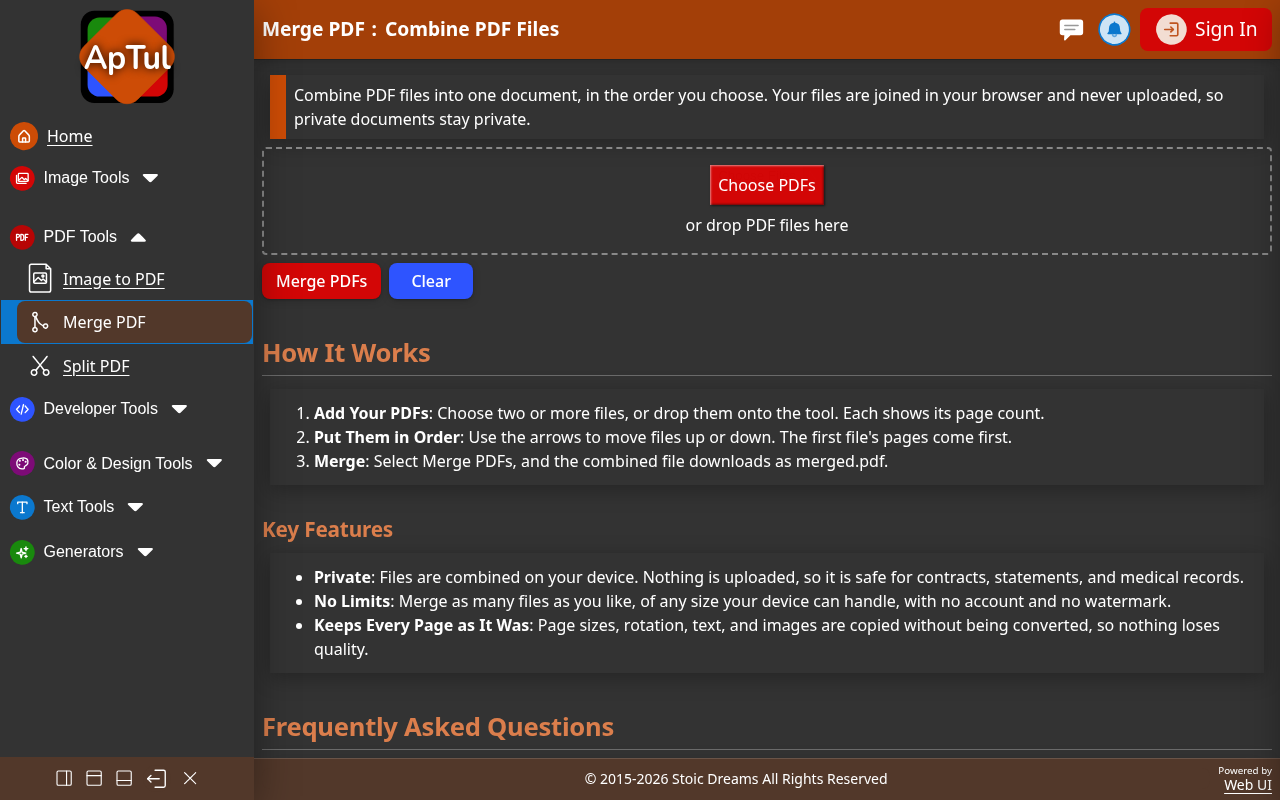 ApTul
Home
Image Tools
PDF
PDF Tools
Image to PDF
Merge PDF
Split PDF
Developer Tools
Color & Design Tools
Text Tools
Generators
Merge PDF : Combine PDF Files
Sign In
Combine PDF files into one document, in the order you choose. Your files are joined in your browser and never uploaded, so
private documents stay private.
Choose PDFs
or drop PDF files here
Merge PDFs
Clear
How It Works
1. Add Your PDFs: Choose two or more files, or drop them onto the tool. Each shows its page count.
2. Put Them in Order: Use the arrows to move files up or down. The first file's pages come first.
3. Merge: Select Merge PDFs, and the combined file downloads as merged.pdf.
Key Features
• Private: Files are combined on your device. Nothing is uploaded, so it is safe for contracts, statements, and medical records.
• No Limits: Merge as many files as you like, of any size your device can handle, with no account and no watermark.
• Keeps Every Page as It Was: Page sizes, rotation, text, and images are copied without being converted, so nothing loses
quality.
Frequently Asked Questions
© 2015-2026 Stoic Dreams All Rights Reserved
Powered by
Web UI